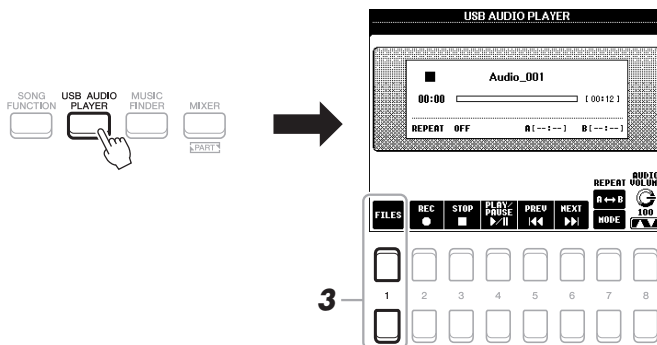 USB AUDIO PLAYER
SONG FUNCTION
USB AUDIO PLAYER
MUSIC FINDER
MIXER
PART
Audio_001
00:00 [ 00:12 ]
REPEAT OFF A[--:--] B[--:--]
FILES
REC
STOP
PLAY/PAUSE
PREV
NEXT
REPEAT
A↔B
MODE
100
3
1 2 3 4 5 6 7 8